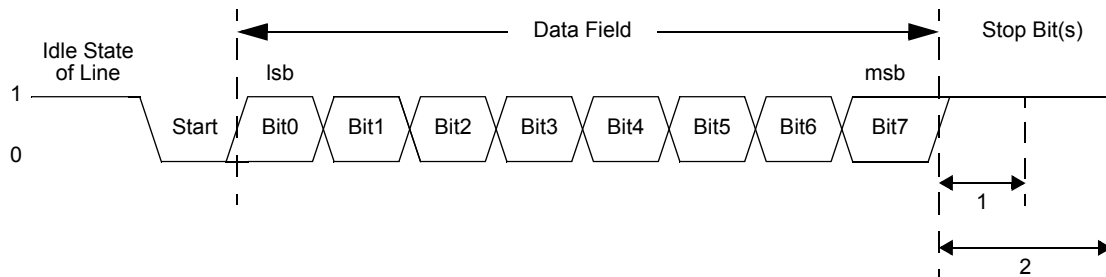 Data Field
Stop Bit(s)
Idle State
of Line
lsb
msb
1
Start
Bit0
Bit1
Bit2
Bit3
Bit4
Bit5
Bit6
Bit7
0
1
2